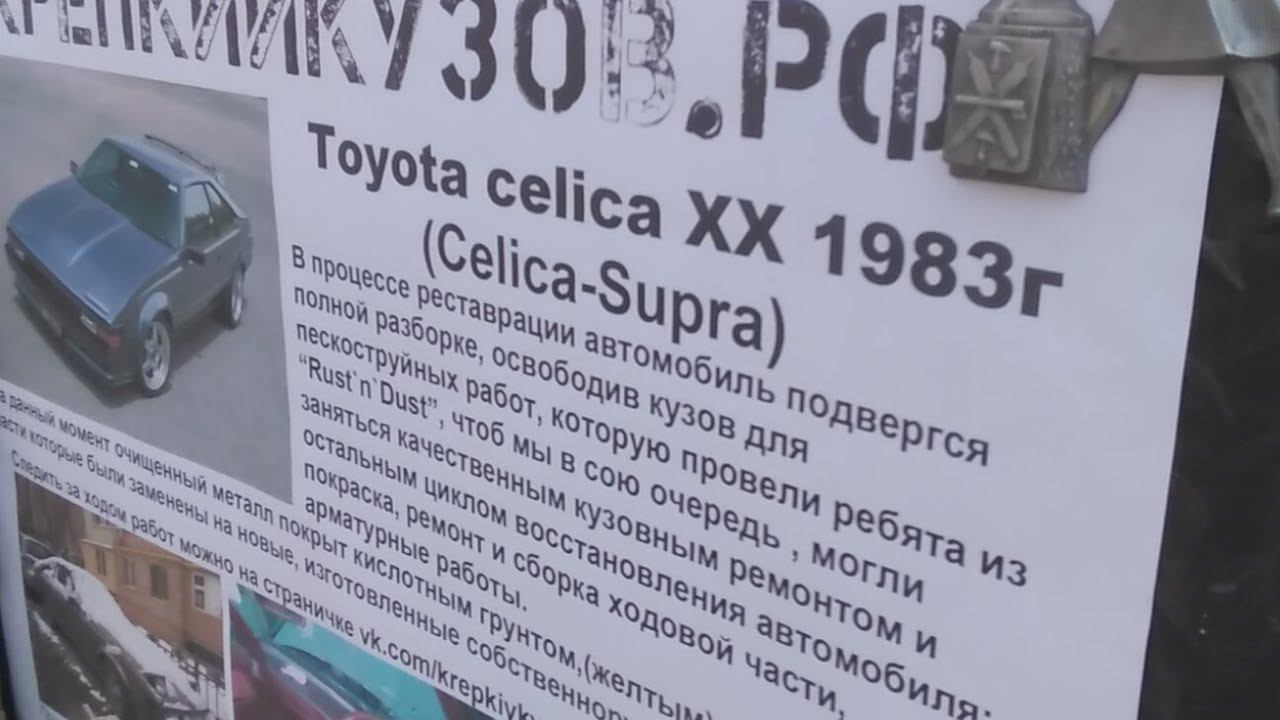 КРЕПКИЙКУЗОВ.РФ
Toyota celica XX 1983г
(Celica-Supra)
В процессе реставрации автомобиль подвергся
полной разборке, освободив кузов для
пескоструйных работ, которую провели ребята из
“Rust`n`Dust”, чтоб мы в сою очередь , могли
заняться качественным кузовным ремонтом и
остальным циклом восстановления автомобиля:
покраска, ремонт и сборка ходовой части,
арматурные работы.
а данный момент очищенный металл покрыт кислотным грунтом,(желтым)
асти которые были заменены на новые, изготовленные
Следить за ходом работ можно на страничке vk.com/krepkiyk